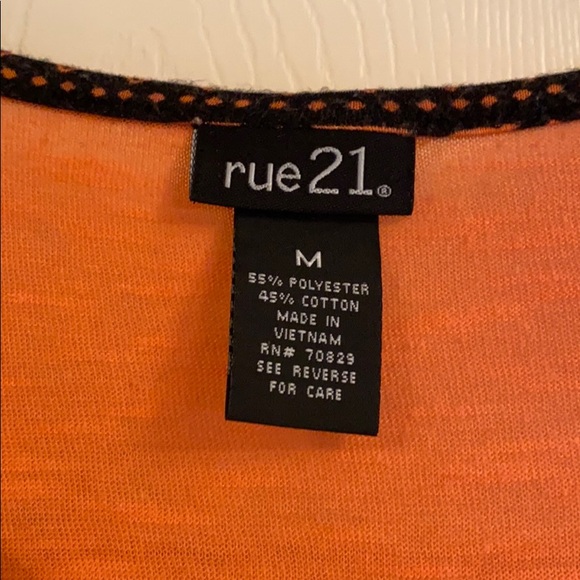 rue21®
M
55% POLYESTER
45% COTTON
MADE IN
VIETNAM
RN# 70829
SEE REVERSE
FOR CARE